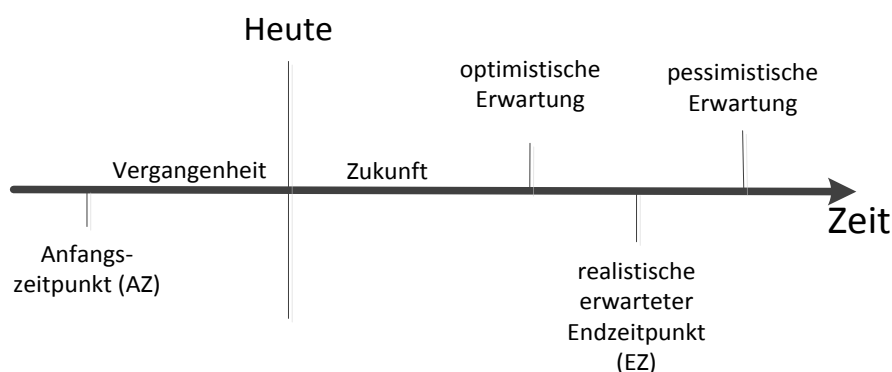 Heute
optimistische
Erwartung
pessimistische
Erwartung
Vergangenheit
Zukunft
Zeit
Anfangs-
zeitpunkt (AZ)
realistische
erwarteter
Endzeitpunkt
(EZ)